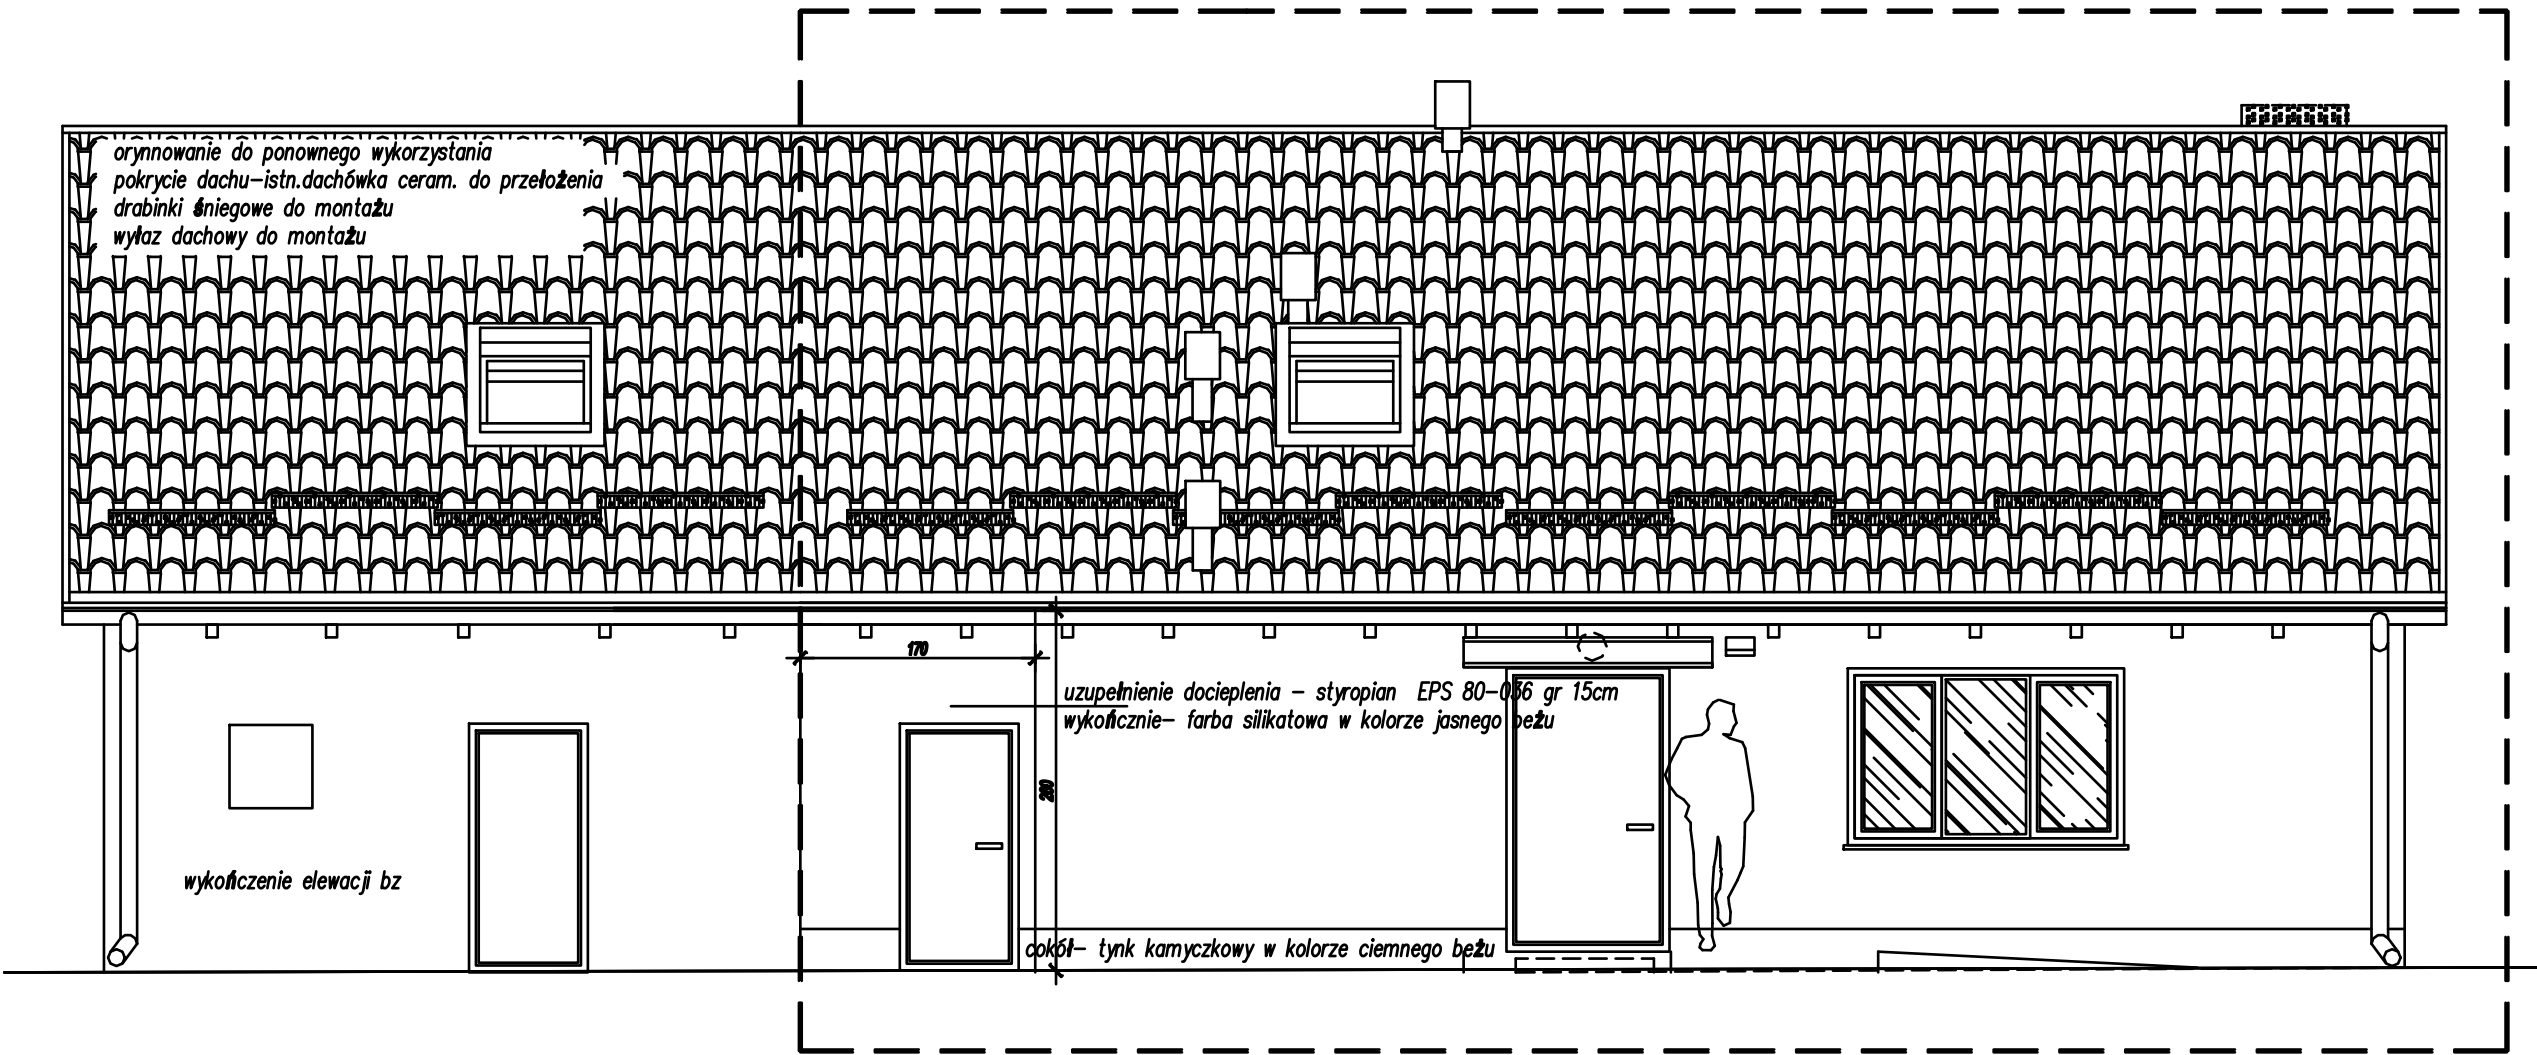 orynnowanie do ponownego wykorzystania
pokrycie dachu-istn.dachówka ceram. do przełożenia
drabinki śniegowe do montażu
wyłaz dachowy do montażu
170
uzupełnienie docieplenia - styropian EPS 80-036 gr 15cm
wykończnie- farba silikatowa w kolorze jasnego beżu
260
wykończenie elewacji bz
cokół- tynk kamyczkowy w kolorze ciemnego beżu